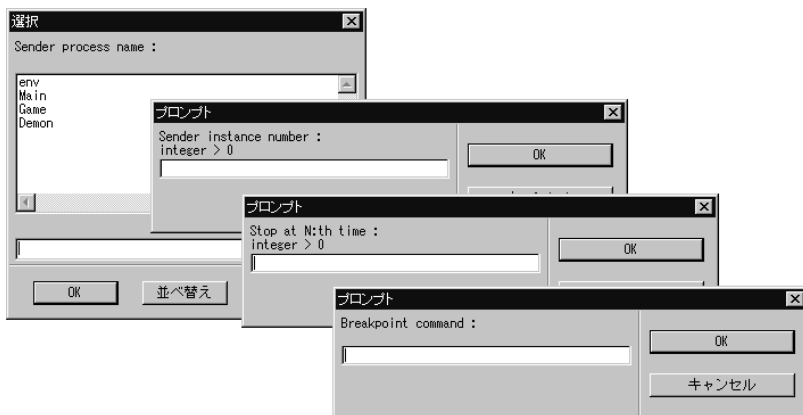 選択
Sender process name :
env
Main
Game
Demon
OK
並べ替え
プロンプト
Sender instance number :
integer > 0
OK
プロンプト
Stop at N:th time :
integer > 0
OK
プロンプト
Breakpoint command :
OK
キャンセル